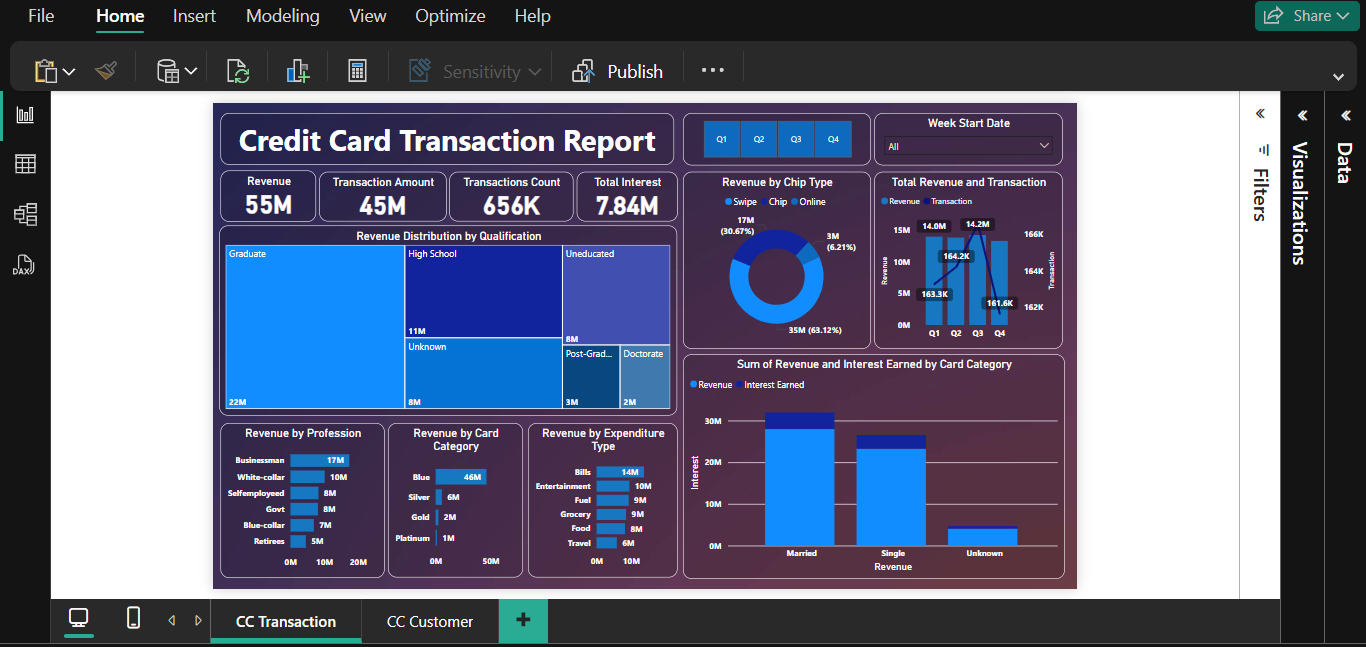 File Home Insert Modeling View Optimize Help Share
Sensitivity Publish
DAX
Credit Card Transaction Report
Q1 Q2 Q3 Q4
Week Start Date
All
Revenue
55M
Transaction Amount
45M
Transactions Count
656K
Total Interest
7.84M
Revenue Distribution by Qualification
Graduate
22M
High School
11M
Unknown
8M
Uneducated
8M
Post-Grad...
3M
Doctorate
2M
Revenue by Chip Type
Swipe Chip Online
17M
(30.67%)
3M
(6.21%)
35M (63.12%)
Total Revenue and Transaction
Revenue Transaction
15M
10M
5M
0M
Revenue
14.0M
14.2M
164.2K
163.3K
161.6K
166K
164K
162K
Transaction
Q1 Q2 Q3 Q4
Revenue by Profession
Businessman 17M
White-collar 10M
Selfemployeed 8M
Govt 8M
Blue-collar 7M
Retirees 5M
0M 10M 20M
Revenue by Card
Category
Blue 46M
Silver 6M
Gold 2M
Platinum 1M
0M 50M
Revenue by Expenditure
Type
Bills 14M
Entertainment 10M
Fuel 9M
Grocery 9M
Food 8M
Travel 6M
0M 10M
Sum of Revenue and Interest Earned by Card Category
Revenue Interest Earned
30M
20M
10M
0M
Interest
Married Single Unknown
Revenue
Filters
Visualizations
Data
CC Transaction CC Customer